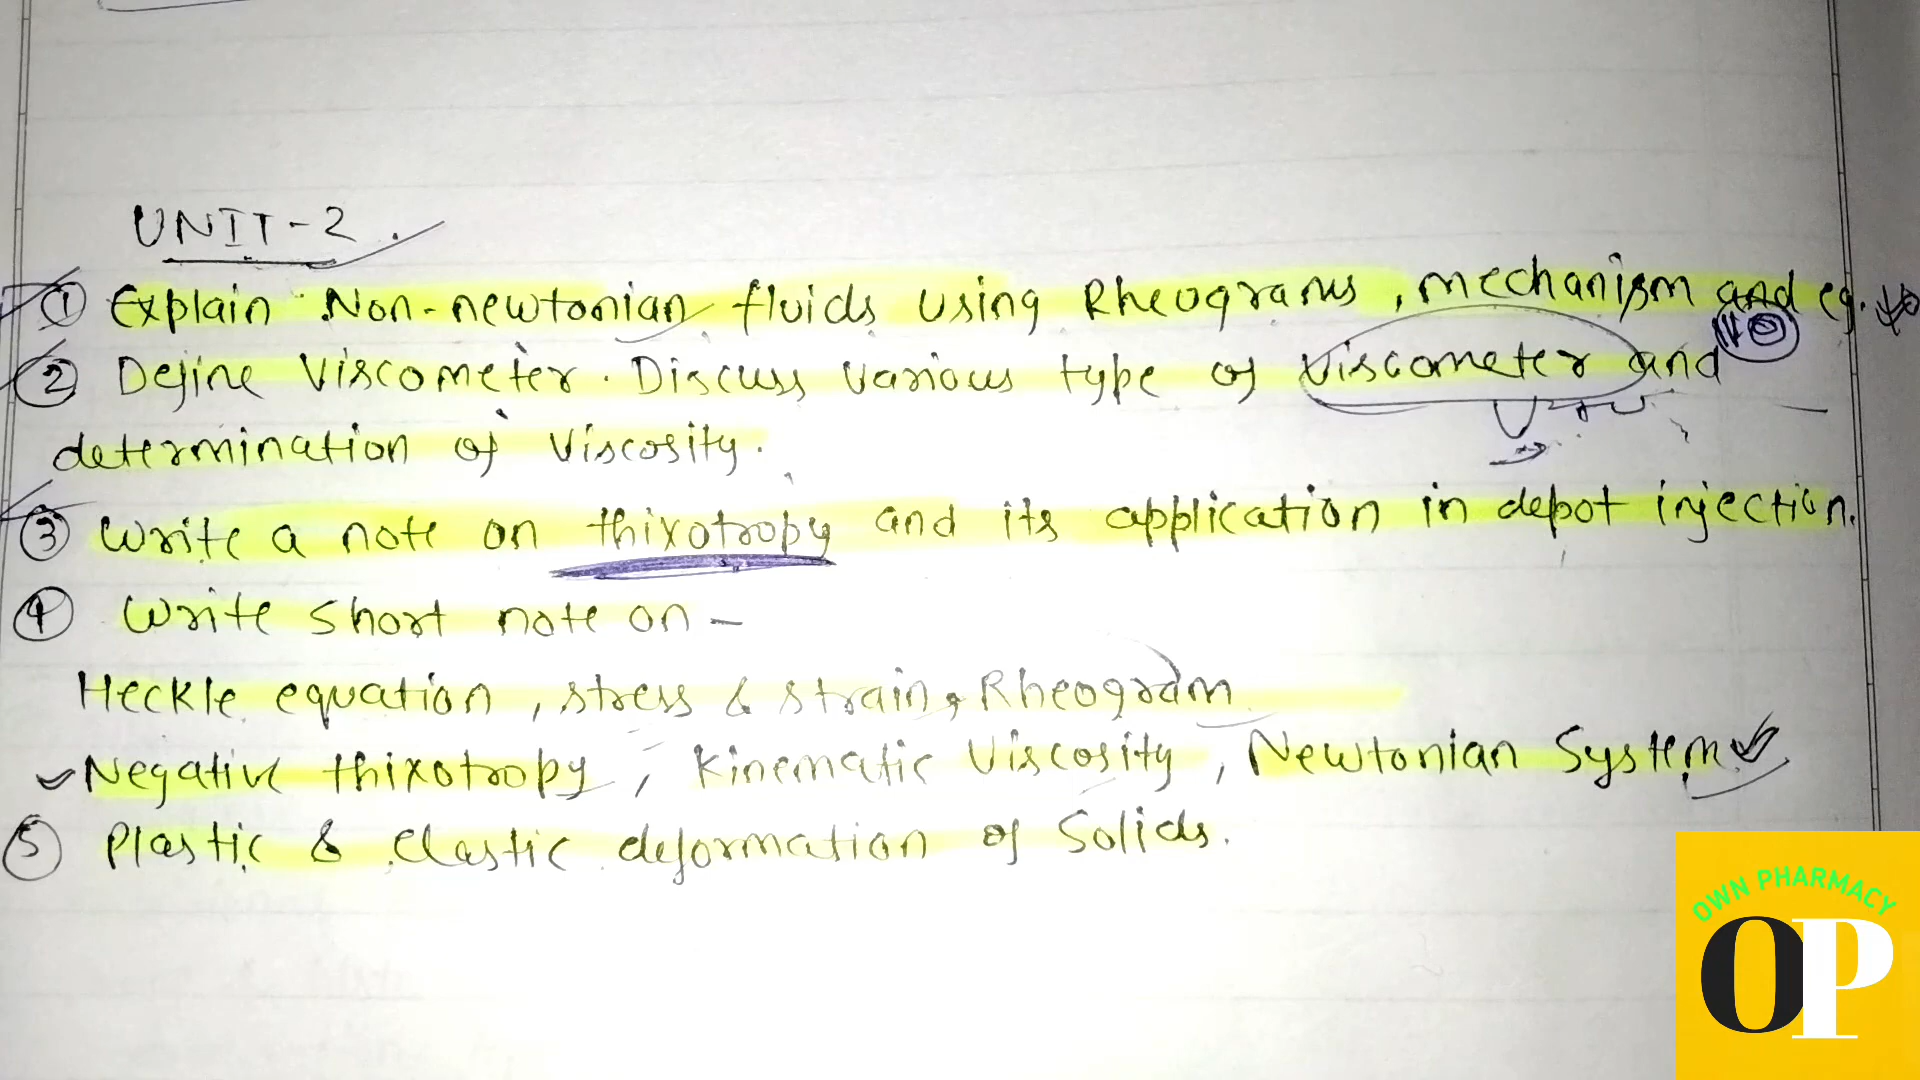 UNIT-2.
① Explain Non-newtonian fluids using Rheograms, mechanism and eg.
② Define Viscometer. Discuss various type of viscometer and
determination of Viscosity.
③ Write a note on thixotropy and its application in depot injection.
④ Write short note on -
Heckle equation, stress & strain, Rheogram
Negative thixotropy, Kinematic Viscosity, Newtonian System
⑤ Plastic & elastic deformation of Solids.
OWN PHARMACY
OP